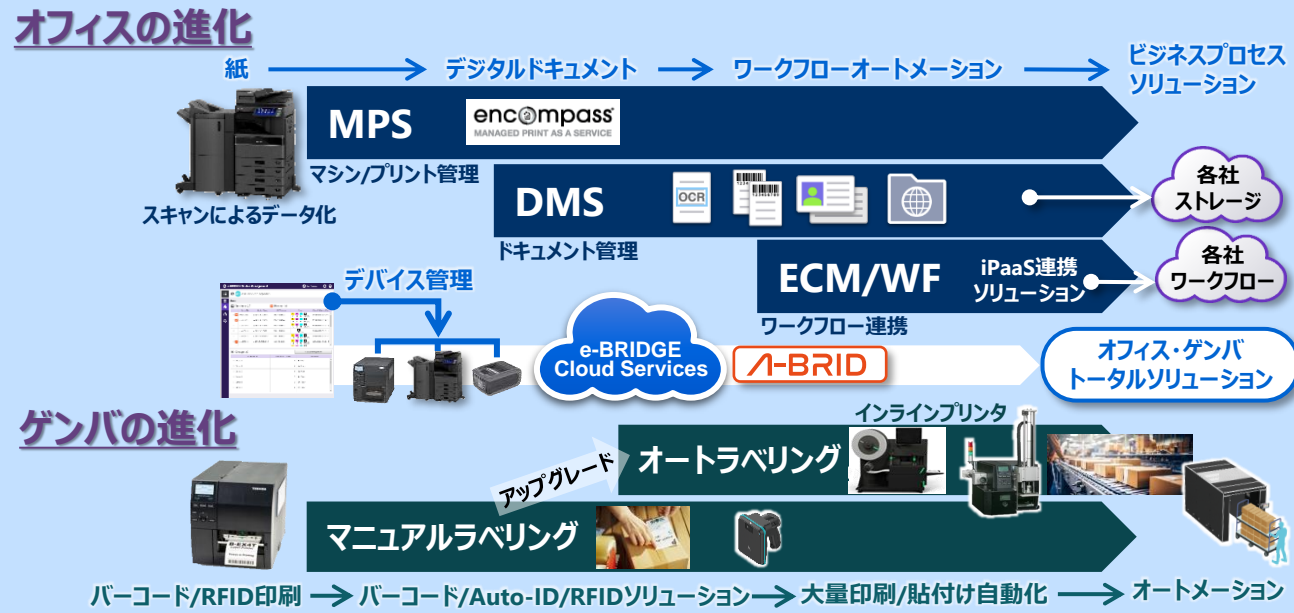 オフィスの進化
紙
デジタルドキュメント
ワークフローオートメーション
ビジネスプロセス
ソリューション
MPS
encompass
MANAGED PRINT AS A SERVICE
マシン/プリント管理
スキャンによるデータ化
DMS
OCR
各社
ストレージ
ドキュメント管理
ECM/WF
iPaaS連携
ソリューション
各社
ワークフロー
ワークフロー連携
デバイス管理
e-BRIDGE
Cloud Services
A-BRID
オフィス・ゲンバ
トータルソリューション
ゲンバの進化
インラインプリンタ
アップグレード
オートラベリング
TOSHIBA
B-EX4T
マニュアルラベリング
バーコード/RFID印刷
バーコード/Auto-ID/RFIDソリューション
大量印刷/貼付け自動化
オートメーション